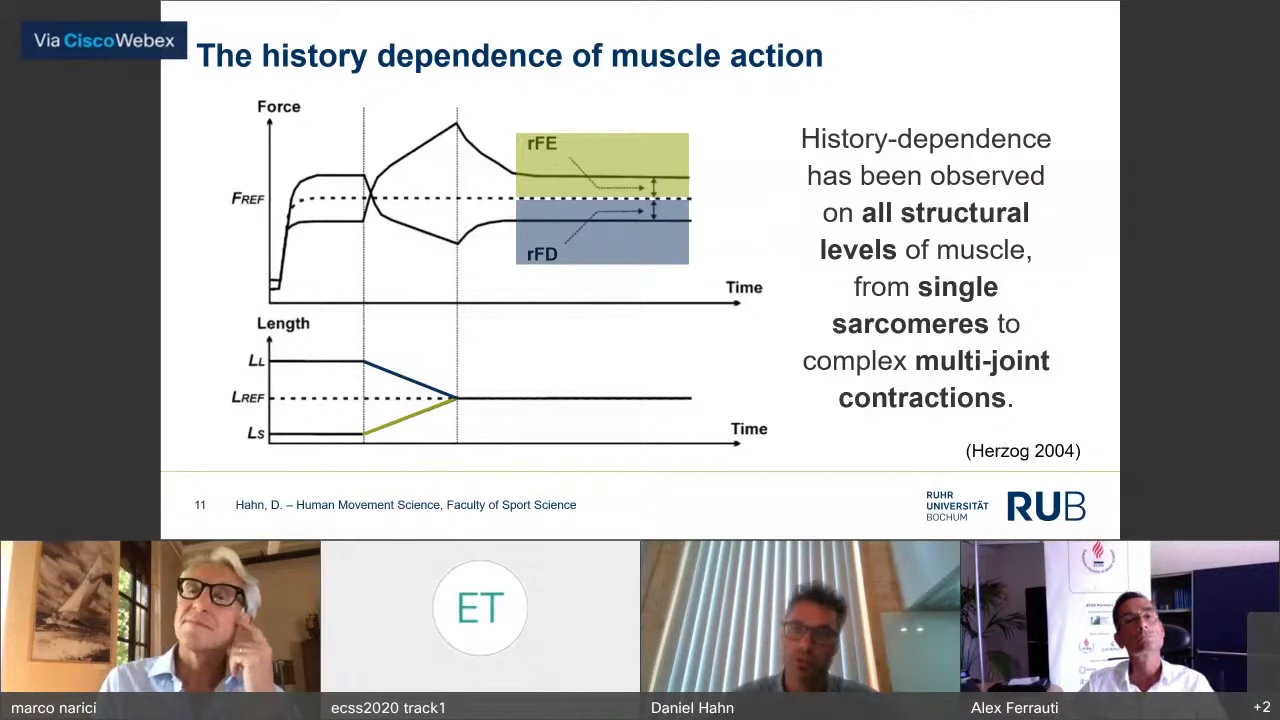 Via Cisco Webex
The history dependence of muscle action
Force
FREF
rFE
rFD
Time
Length
LL
LREF
LS
Time
History-dependence
has been observed
on all structural
levels of muscle,
from single
sarcomeres to
complex multi-joint
contractions.
(Herzog 2004)
11 Hahn, D. – Human Movement Science, Faculty of Sport Science
RUHR
UNIVERSITÄT
BOCHUM
RUB
ET
marco narici
ecss2020 track1
Daniel Hahn
Alex Ferrauti
+2